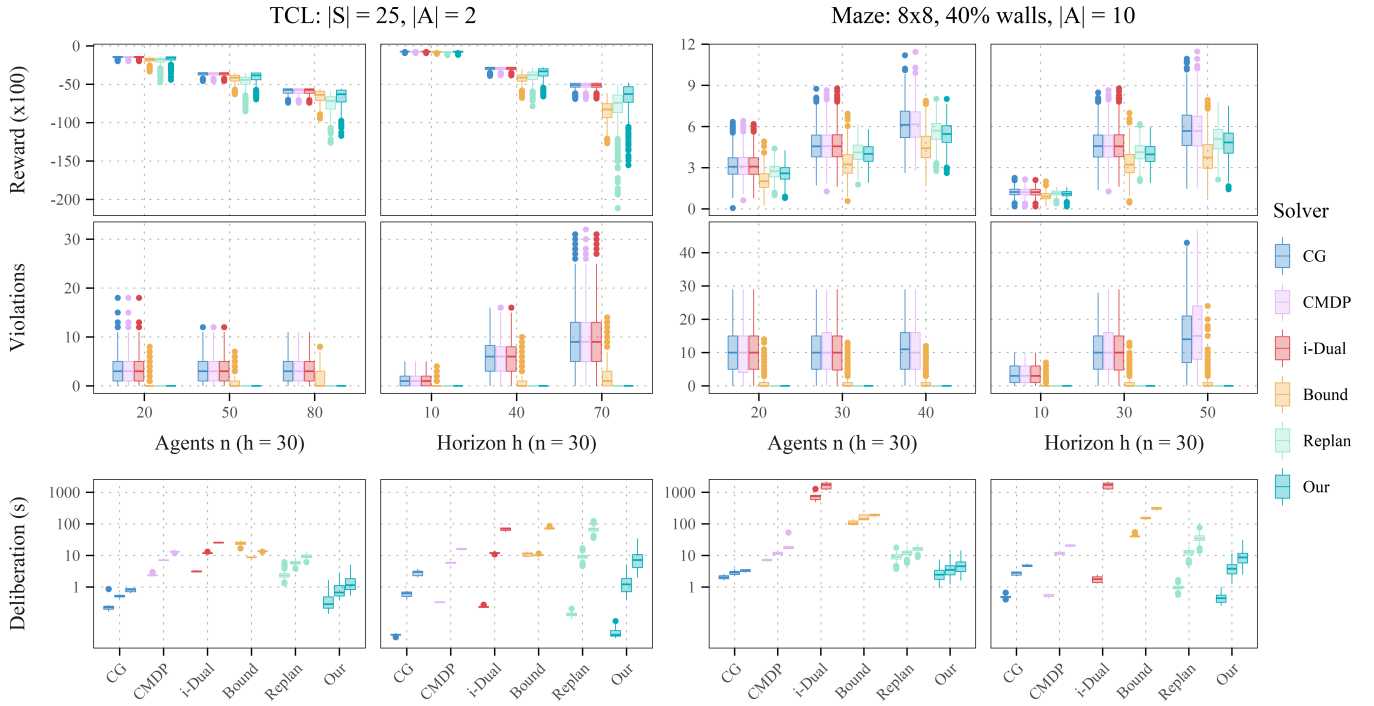 TCL: |S| = 25, |A| = 2
Maze: 8x8, 40% walls, |A| = 10
Reward (x100)
0
-50
-100
-150
-200
12
9
6
3
0
Violations
30
20
10
0
40
30
20
10
0
20 50 80
10 40 70
20 30 40
10 30 50
Agents n (h = 30)
Horizon h (n = 30)
Agents n (h = 30)
Horizon h (n = 30)
Deliberation (s)
1000
100
10
1
1000
100
10
1
CG CMDP i-Dual Bound Replan Our
CG CMDP i-Dual Bound Replan Our
CG CMDP i-Dual Bound Replan Our
CG CMDP i-Dual Bound Replan Our
Solver
CG
CMDP
i-Dual
Bound
Replan
Our